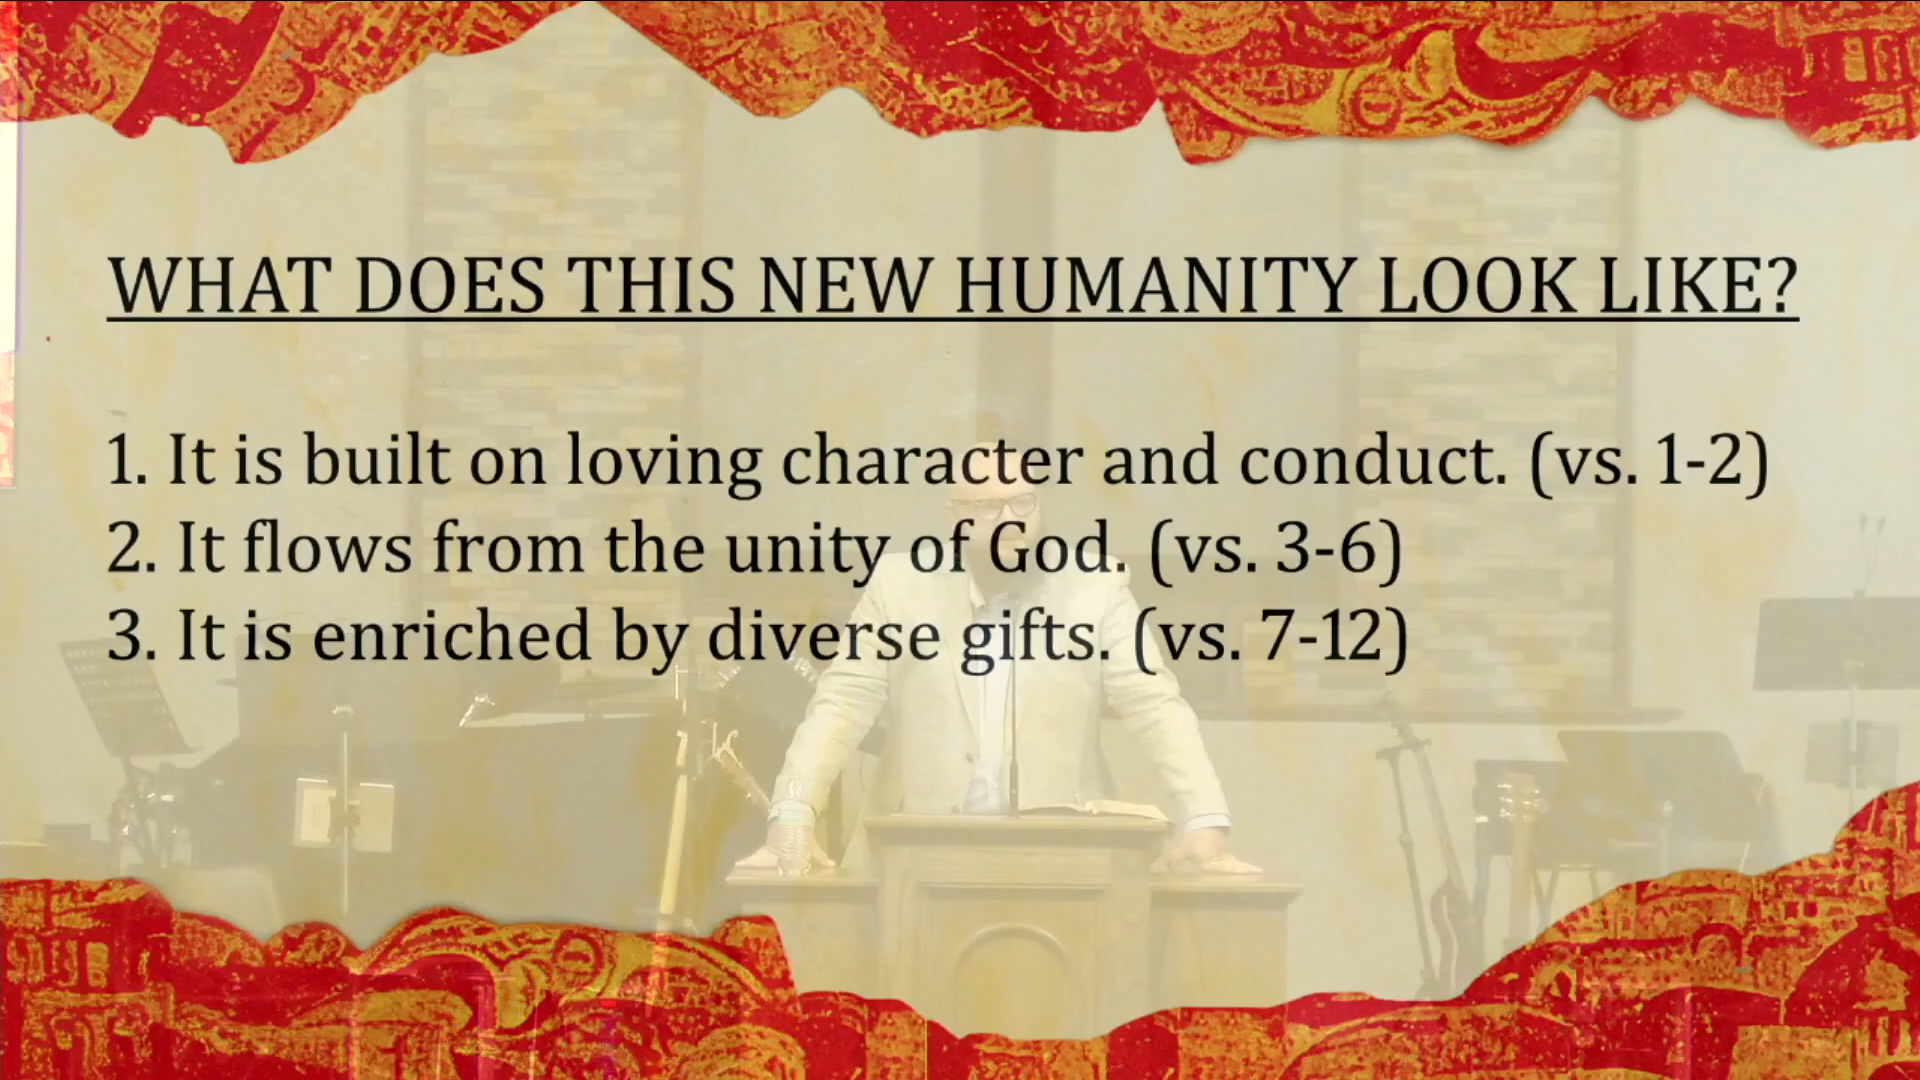 WHAT DOES THIS NEW HUMANITY LOOK LIKE?
1. It is built on loving character and conduct. (vs. 1-2)
2. It flows from the unity of God. (vs. 3-6)
3. It is enriched by diverse gifts. (vs. 7-12)